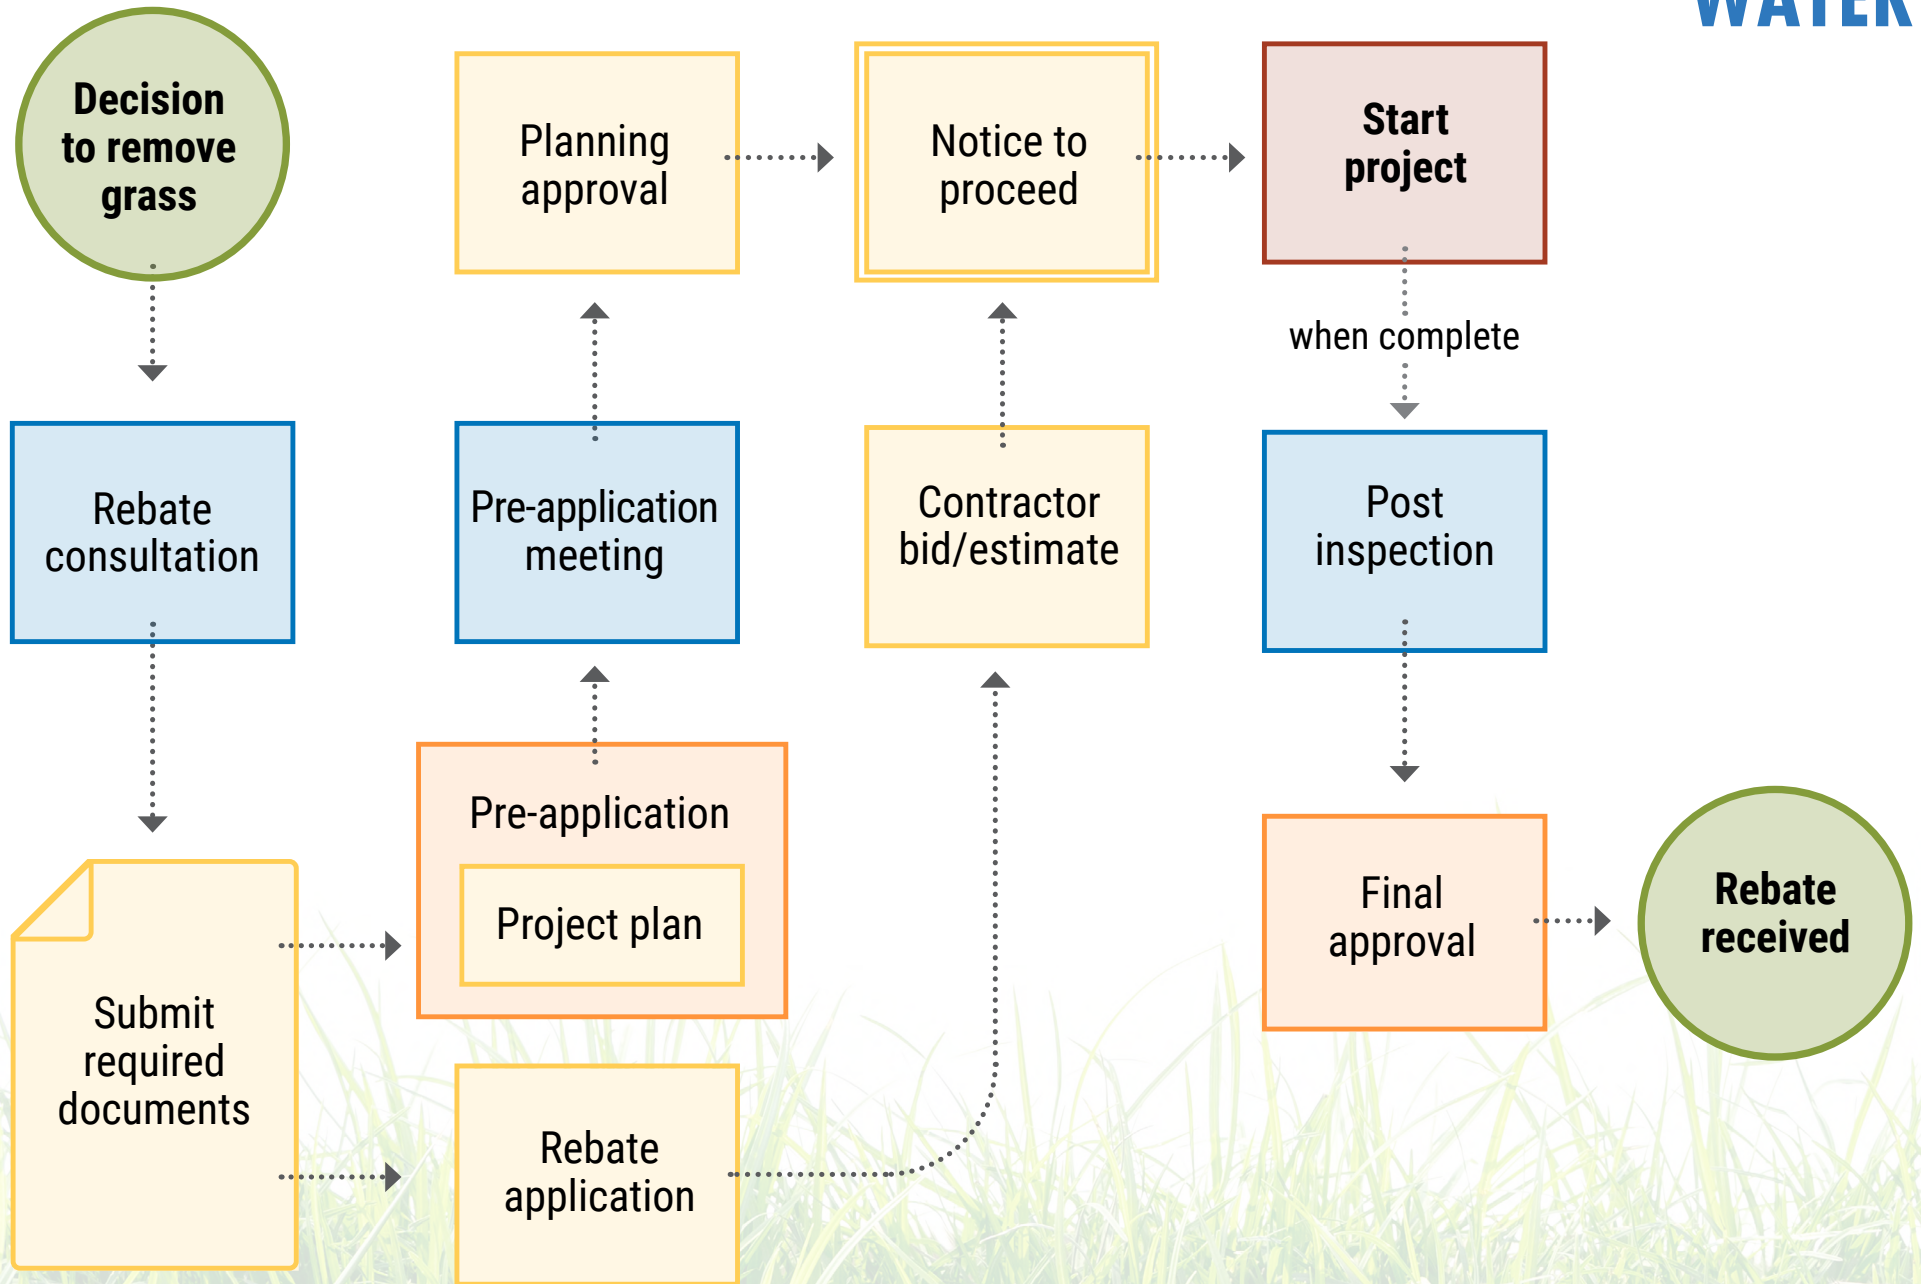 WATER
Decision
to remove
grass
Rebate
consultation
Submit
required
documents
Pre-application
Project plan
Pre-application
meeting
Planning
approval
Rebate
application
Contractor
bid/estimate
Notice to
proceed
Start
project
when complete
Post
inspection
Final
approval
Rebate
received